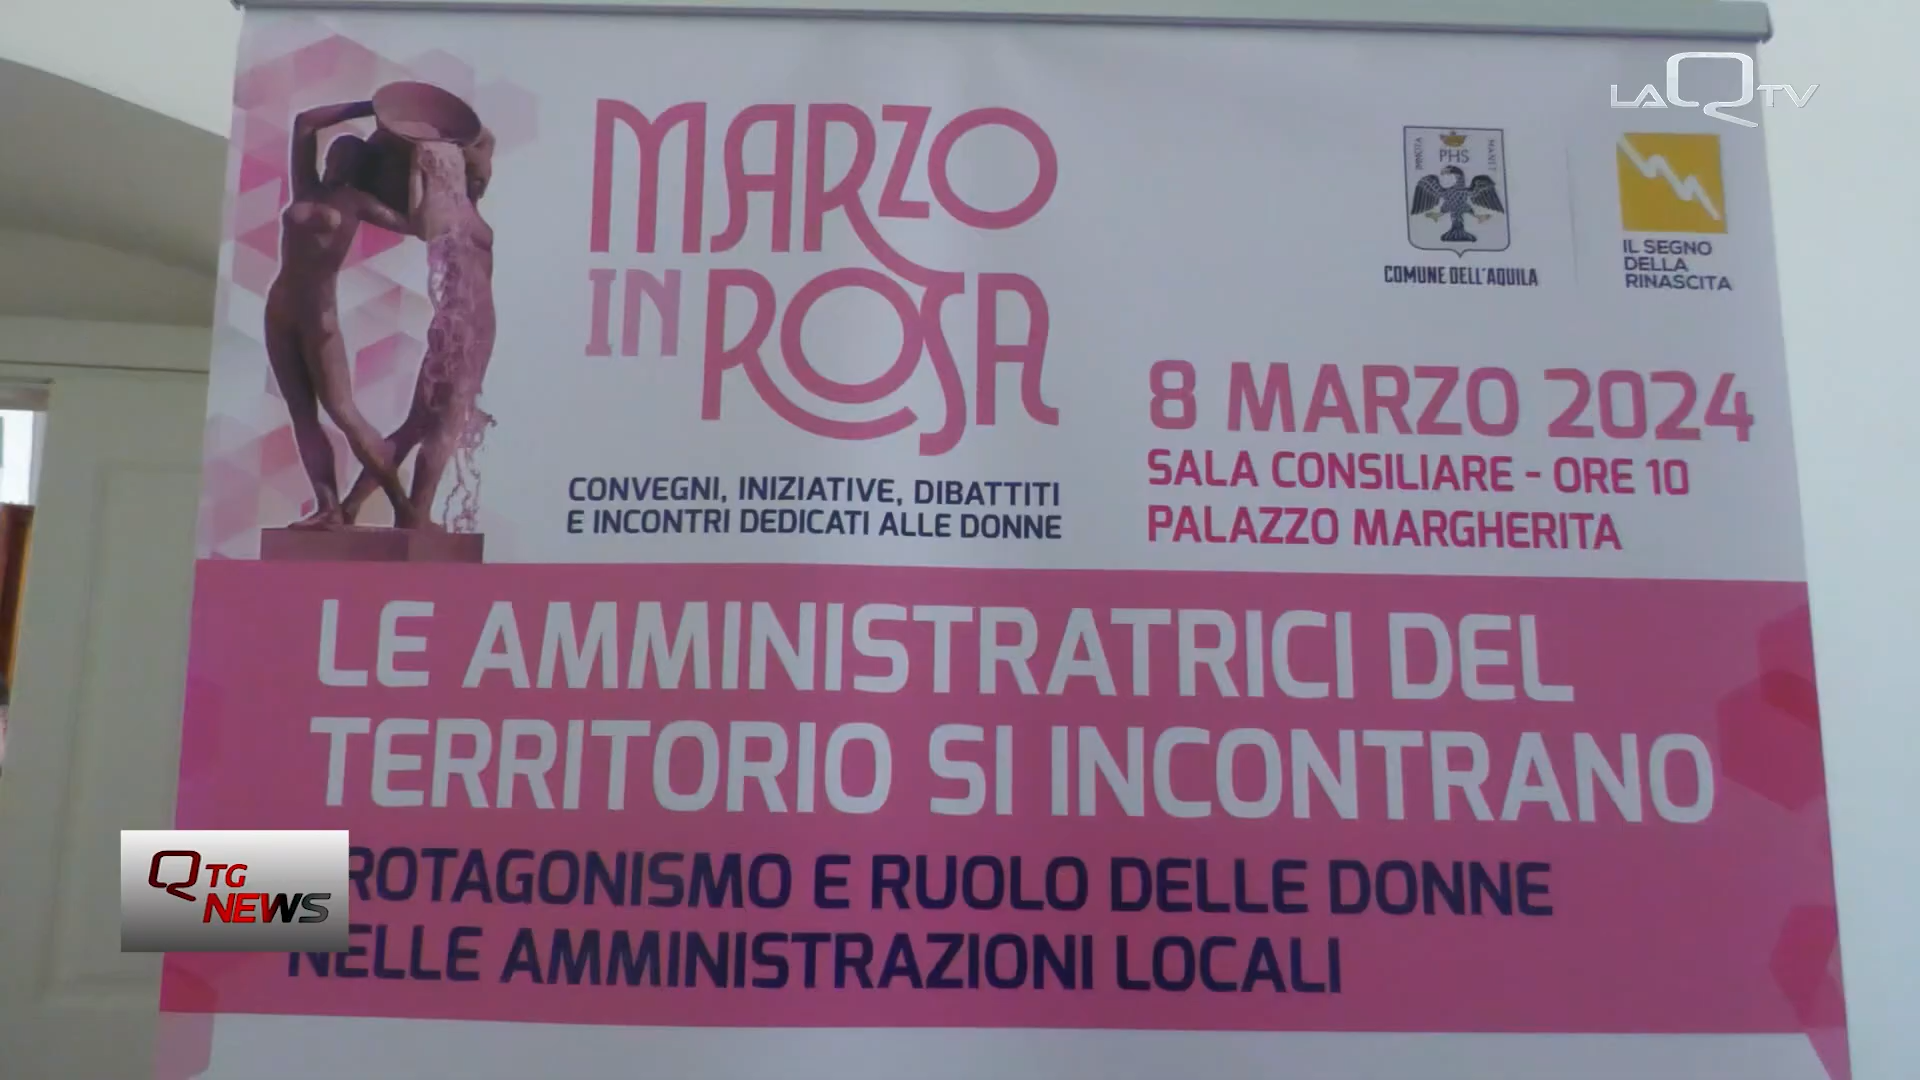 LAQTV
MARZO
IN ROSA
CONVEGNI, INIZIATIVE, DIBATTITI
E INCONTRI DEDICATI ALLE DONNE
IMMOTA
MANET
PHS
COMUNE DELL'AQUILA
IL SEGNO
DELLA
RINASCITA
8 MARZO 2024
SALA CONSILIARE - ORE 10
PALAZZO MARGHERITA
LE AMMINISTRATRICI DEL
TERRITORIO SI INCONTRANO
ROTAGONISMO E RUOLO DELLE DONNE
NELLE AMMINISTRAZIONI LOCALI
Q TG
NEWS